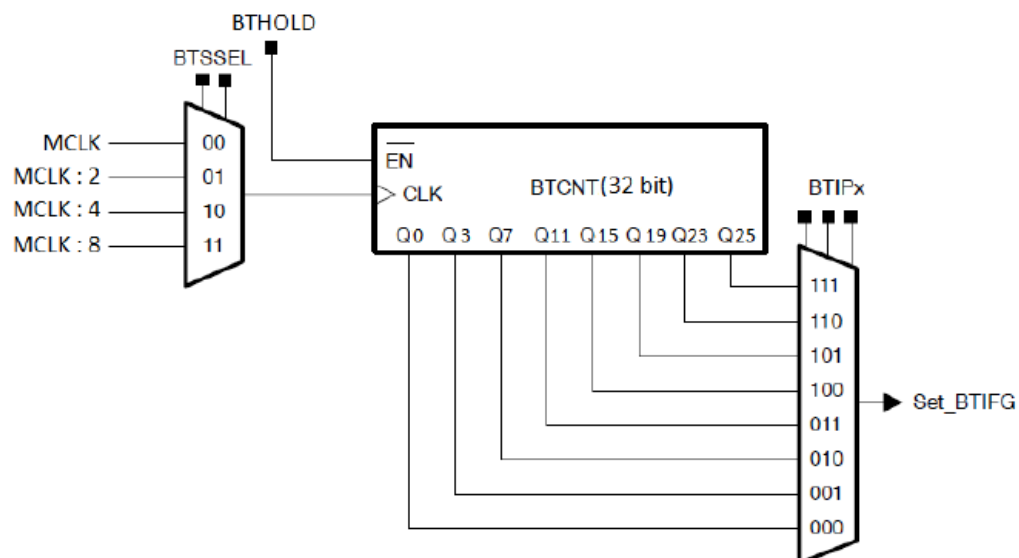 BTHOLD
BTSSEL
MCLK
MCLK : 2
MCLK : 4
MCLK : 8
00
01
10
11
EN
CLK
BTCNT(32 bit)
Q0 Q3 Q7 Q11 Q15 Q19 Q23 Q25
BTIPx
111
110
101
100
011
010
001
000
Set_BTIFG